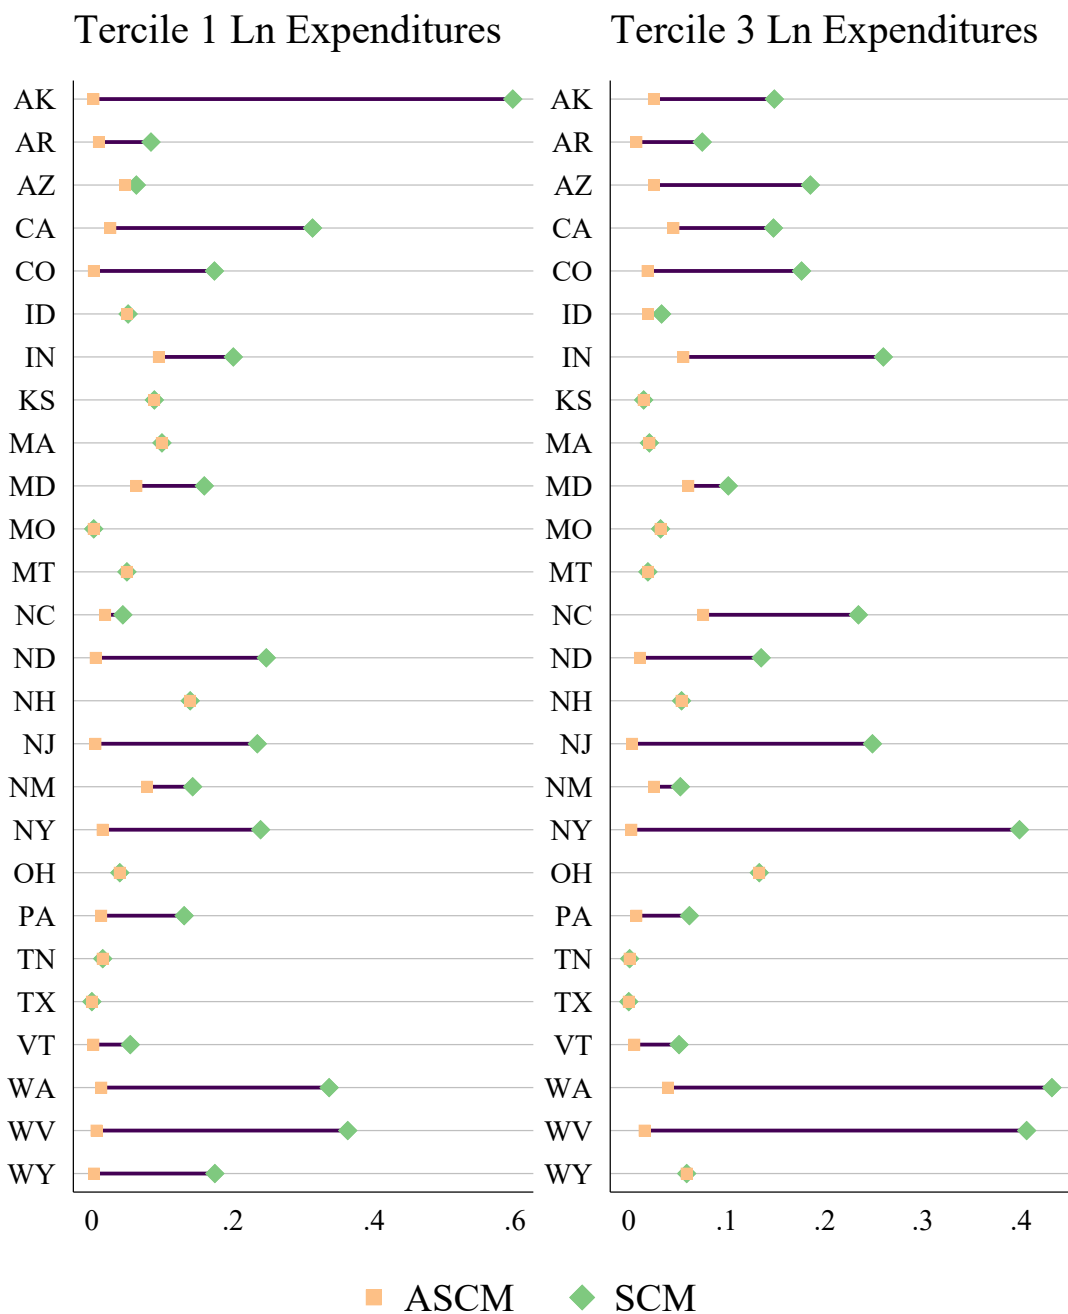 Tercile 1 Ln Expenditures
AK
AR
AZ
CA
CO
ID
IN
KS
MA
MD
MO
MT
NC
ND
NH
NJ
NM
NY
OH
PA
TN
TX
VT
WA
WV
WY
0 .2 .4 .6
Tercile 3 Ln Expenditures
AK
AR
AZ
CA
CO
ID
IN
KS
MA
MD
MO
MT
NC
ND
NH
NJ
NM
NY
OH
PA
TN
TX
VT
WA
WV
WY
0 .1 .2 .3 .4
ASCM SCM